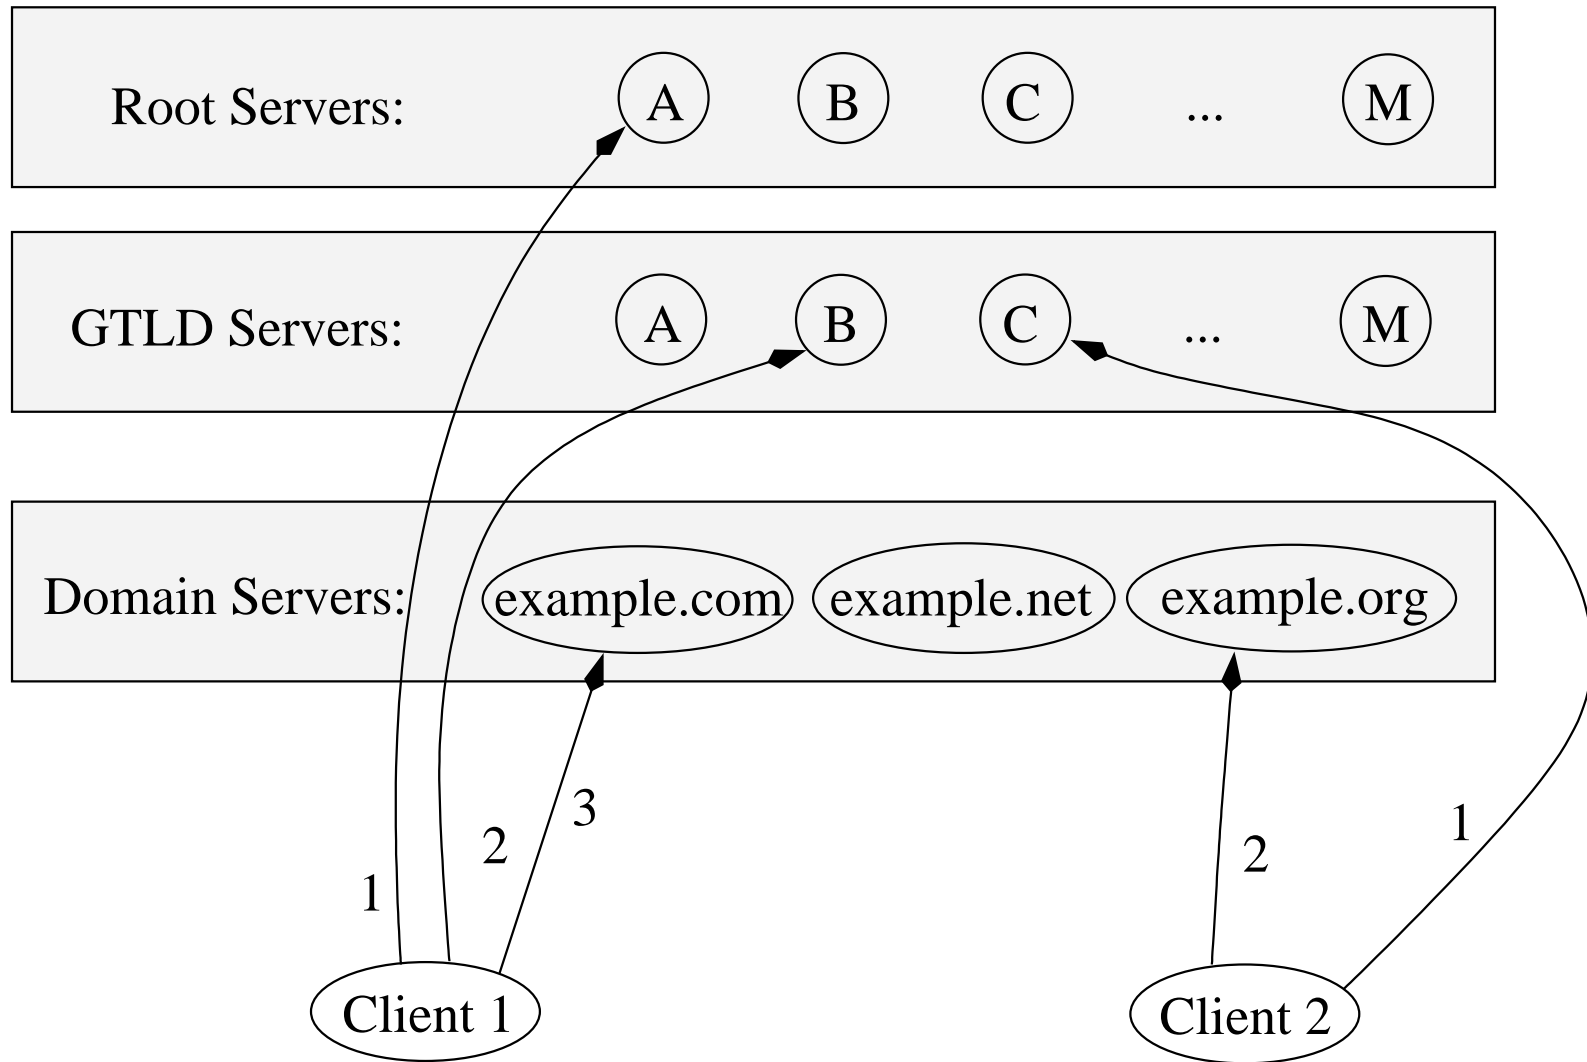 Root Servers: A B C ... M
GTLD Servers: A B C ... M
Domain Servers: example.com example.net example.org
3
1
2
2
1
Client 1 Client 2